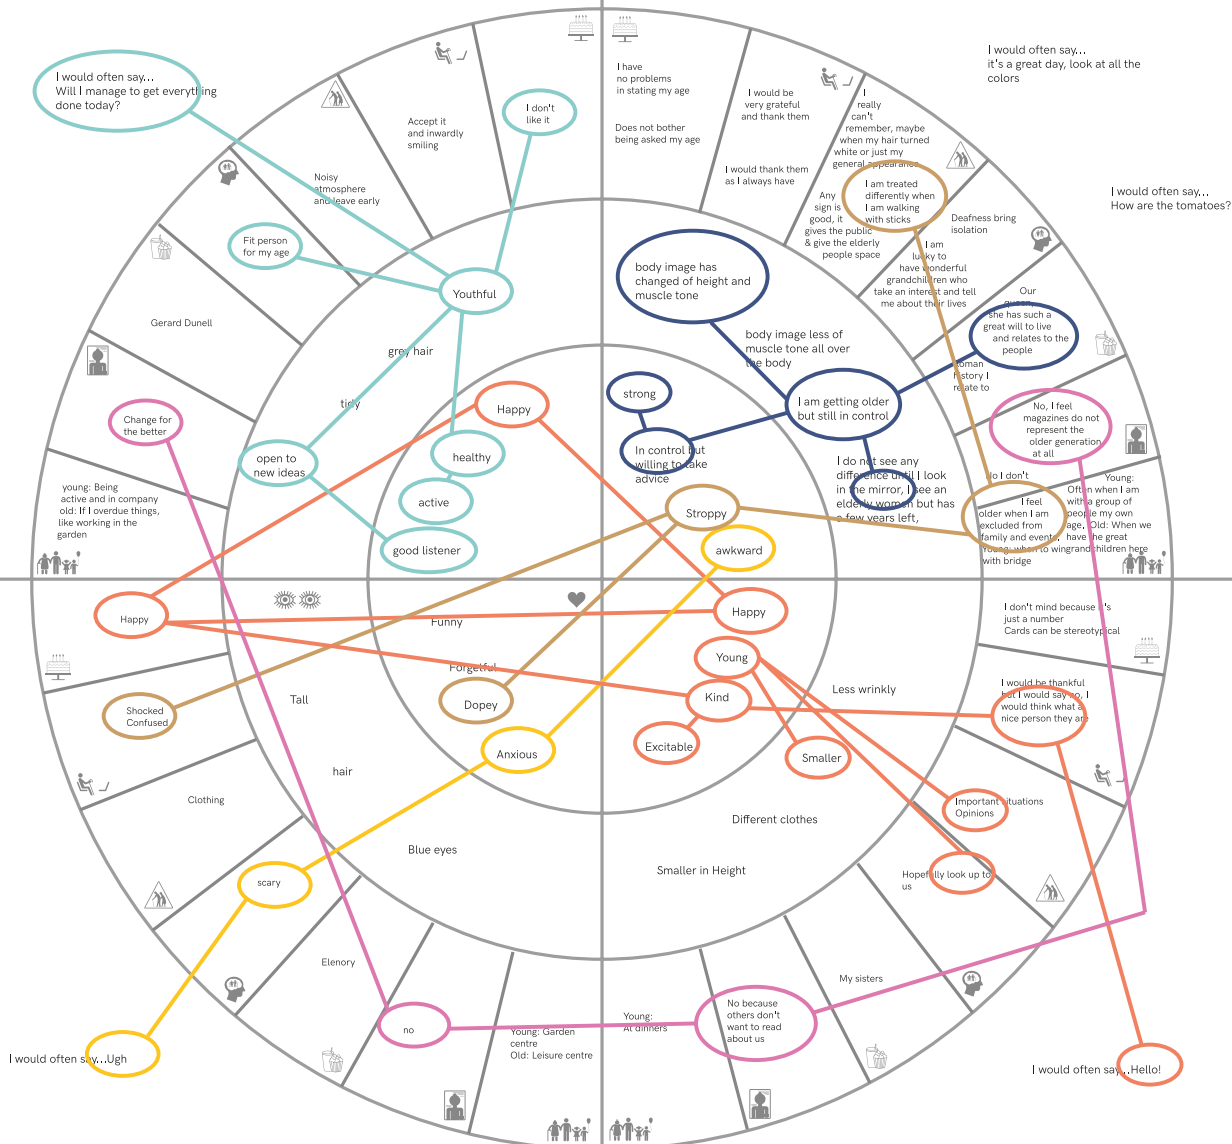 I would often say...
Will I manage to get everything
done today?
I don't
like it
Accept it
and inwardly
smiling
Noisy
atmosphere
and leave early
Fit person
for my age
Youthful
Gerard Dunell
grey hair
tidy
Change for
the better
open to
new ideas
healthy
active
good listener
Happy
young: Being
active and in company
old: If I overdue things,
like working in the
garden
I have
no problems
in stating my age
Does not bother
being asked my age
I would be
very grateful
and thank them
I would thank them
as I always have
I
really
can't
remember, maybe
when my hair turned
white or just my
general appearance
Any
sign is
good, it
gives the public
& give the elderly
people space
I am treated
differently when
I am walking
with sticks
Deafness bring
isolation
I am
lucky to
have wonderful
grandchildren who
take an interest and tell
me about their lives
Our
queen,
she has such a
great will to live
and relates to the
people
woman
history I
relate to
No, I feel
magazines do not
represent the
older generation
at all
No I don't
I feel
older when I am
excluded from
family and events.
Young: when to wing
with bridge
Young:
Often when I am
with a group of
people my own
age, Old: When we
have the great
grandchildren here
I would often say...
it's a great day, look at all the
colors
I would often say...
How are the tomatoes?
body image has
changed of height and
muscle tone
body image less of
muscle tone all over
the body
I am getting older
but still in control
strong
In control but
willing to take
advice
I do not see any
difference until I look
in the mirror, I see an
elderly women but has
a few years left,
Stroppy
awkward
Happy
Funny
Forgetful
Shocked
Confused
Tall
hair
Clothing
Blue eyes
Dopey
Anxious
scary
Elenory
no
Young: Garden
centre
Old: Leisure centre
I would often say...Ugh
Happy
Young
Kind
Excitable
Smaller
Less wrinkly
Different clothes
Smaller in Height
I don't mind because it's
just a number
Cards can be stereotypical
I would be thankful
but I would say no, I
would think what a
nice person they are
Important situations
Opinions
Hopefully look up to
us
My sisters
No because
others don't
want to read
about us
Young:
At dinners
I would often say...Hello!